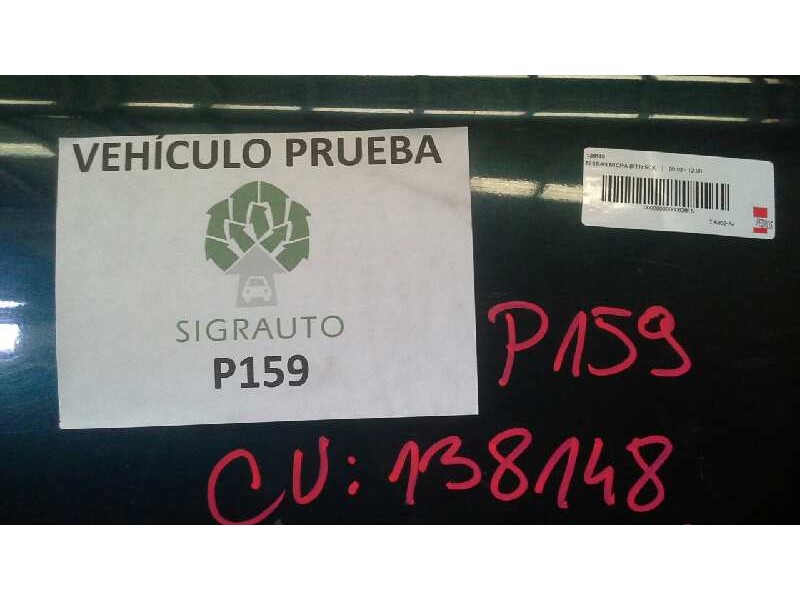 VEHÍCULO PRUEBA
SIGRAUTO
P159
P159
CV: 138148